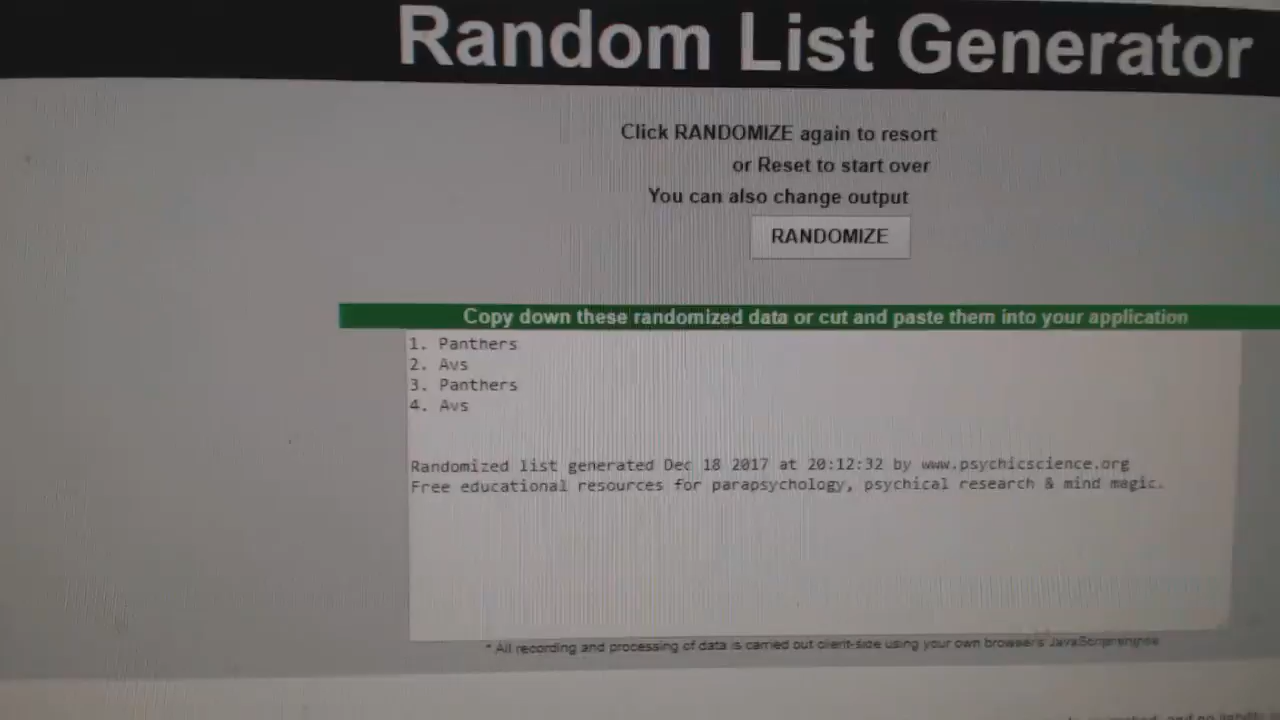 Random List Generator
Click RANDOMIZE again to resort
or Reset to start over
You can also change output
RANDOMIZE
Copy down these randomized data or cut and paste them into your application
1. Panthers
2. Avs
3. Panthers
4. Avs
Randomized list generated Dec 18 2017 at 20:12:32 by www.psychicscience.org
Free educational resources for parapsychology, psychical research & mind magic.
* All recording and processing of data is carried out client-side using your own browser's JavaScript